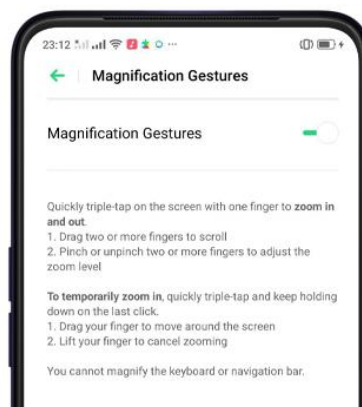 23:12
Magnification Gestures
Magnification Gestures
Quickly triple-tap on the screen with one finger to zoom in
and out.
1. Drag two or more fingers to scroll
2. Pinch or unpinch two or more fingers to adjust the
zoom level
To temporarily zoom in, quickly triple-tap and keep holding
down on the last click.
1. Drag your finger to move around the screen
2. Lift your finger to cancel zooming
You cannot magnify the keyboard or navigation bar.